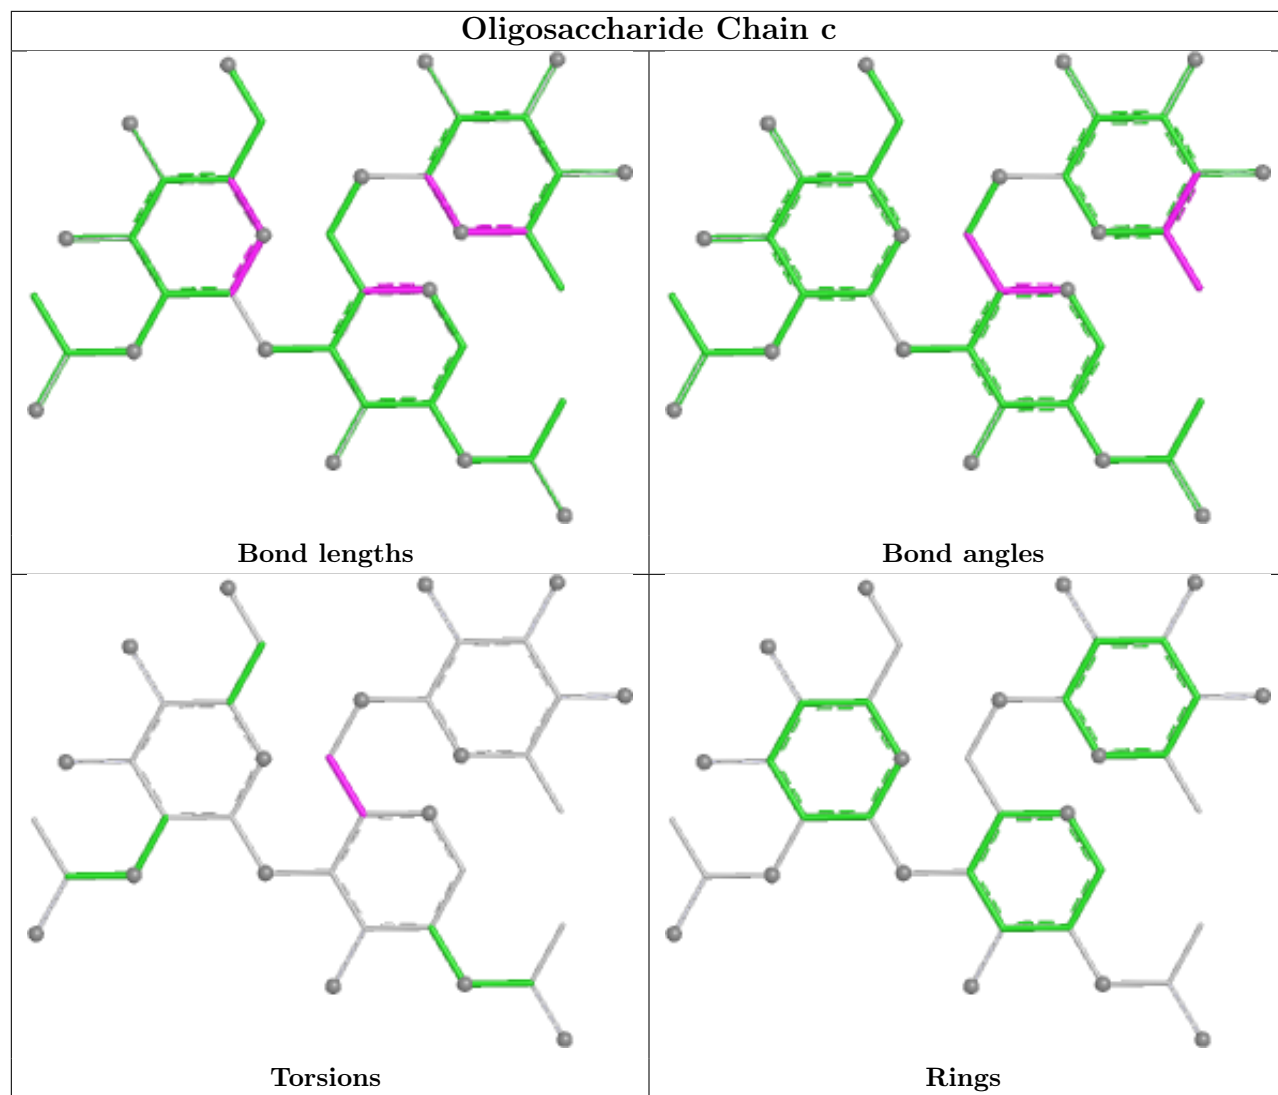 Oligosaccharide Chain c
Bond lengths
Bond angles
Torsions
Rings